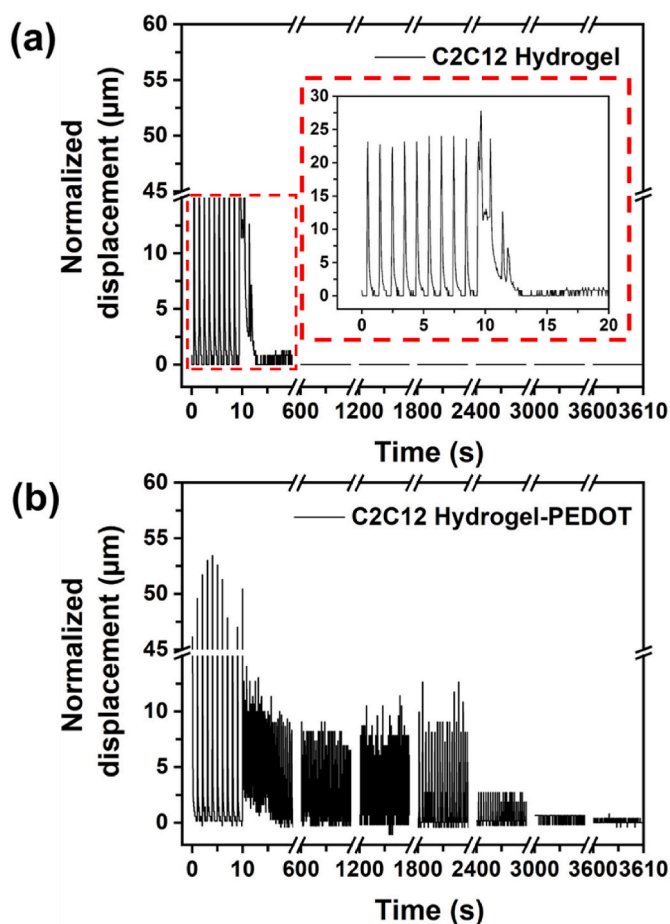 (a)
60
55
50
45
10
5
0
C2C12 Hydrogel
30
25
20
15
10
5
0
0 5 10 15 20
Normalized
displacement (μm)
0 10 600 1200 1800 2400 3000 3600 3610
Time (s)
(b)
60
55
50
45
10
5
0
C2C12 Hydrogel-PEDOT
Normalized
displacement (μm)
0 10 600 1200 1800 2400 3000 3600 3610
Time (s)